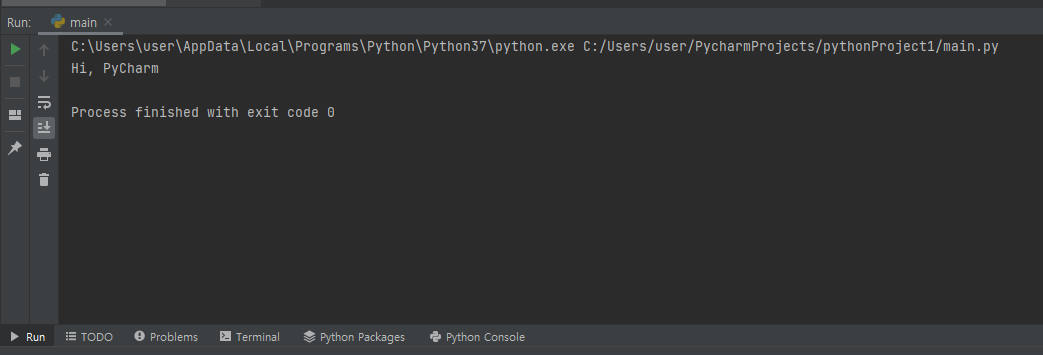 Run: main
C:\Users\user\AppData\Local\Programs\Python\Python37\python.exe C:/Users/user/PycharmProjects/pythonProject1/main.py
Hi, PyCharm
Process finished with exit code 0
Run TODO Problems Terminal Python Packages Python Console